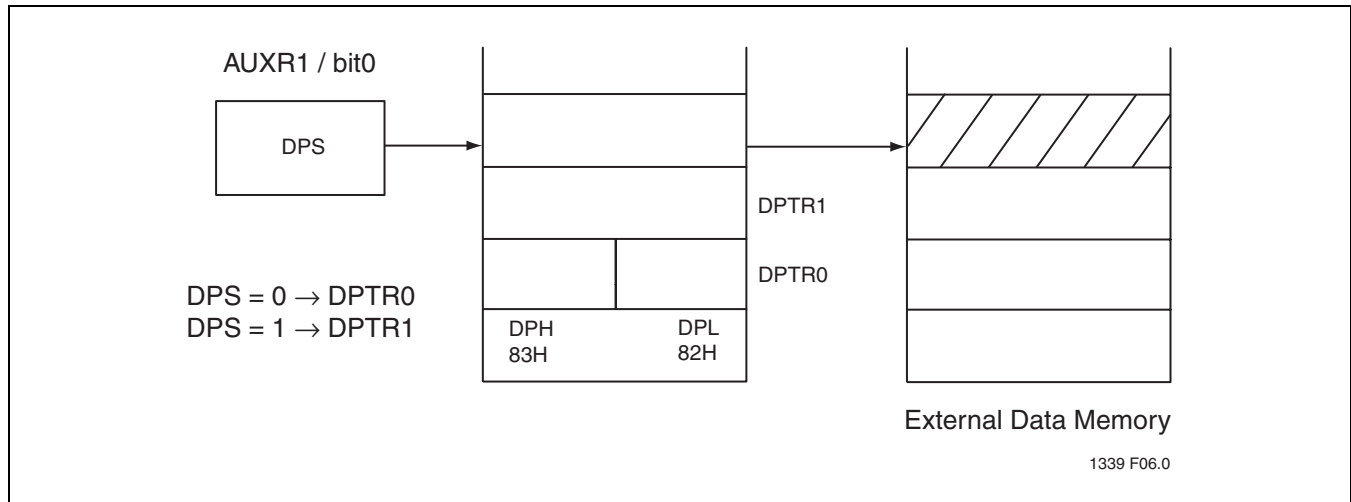 AUXR1 / bit0
DPS
DPS = 0 → DPTR0
DPS = 1 → DPTR1
DPTR1
DPTR0
DPH
83H
DPL
82H
External Data Memory
1339 F06.0